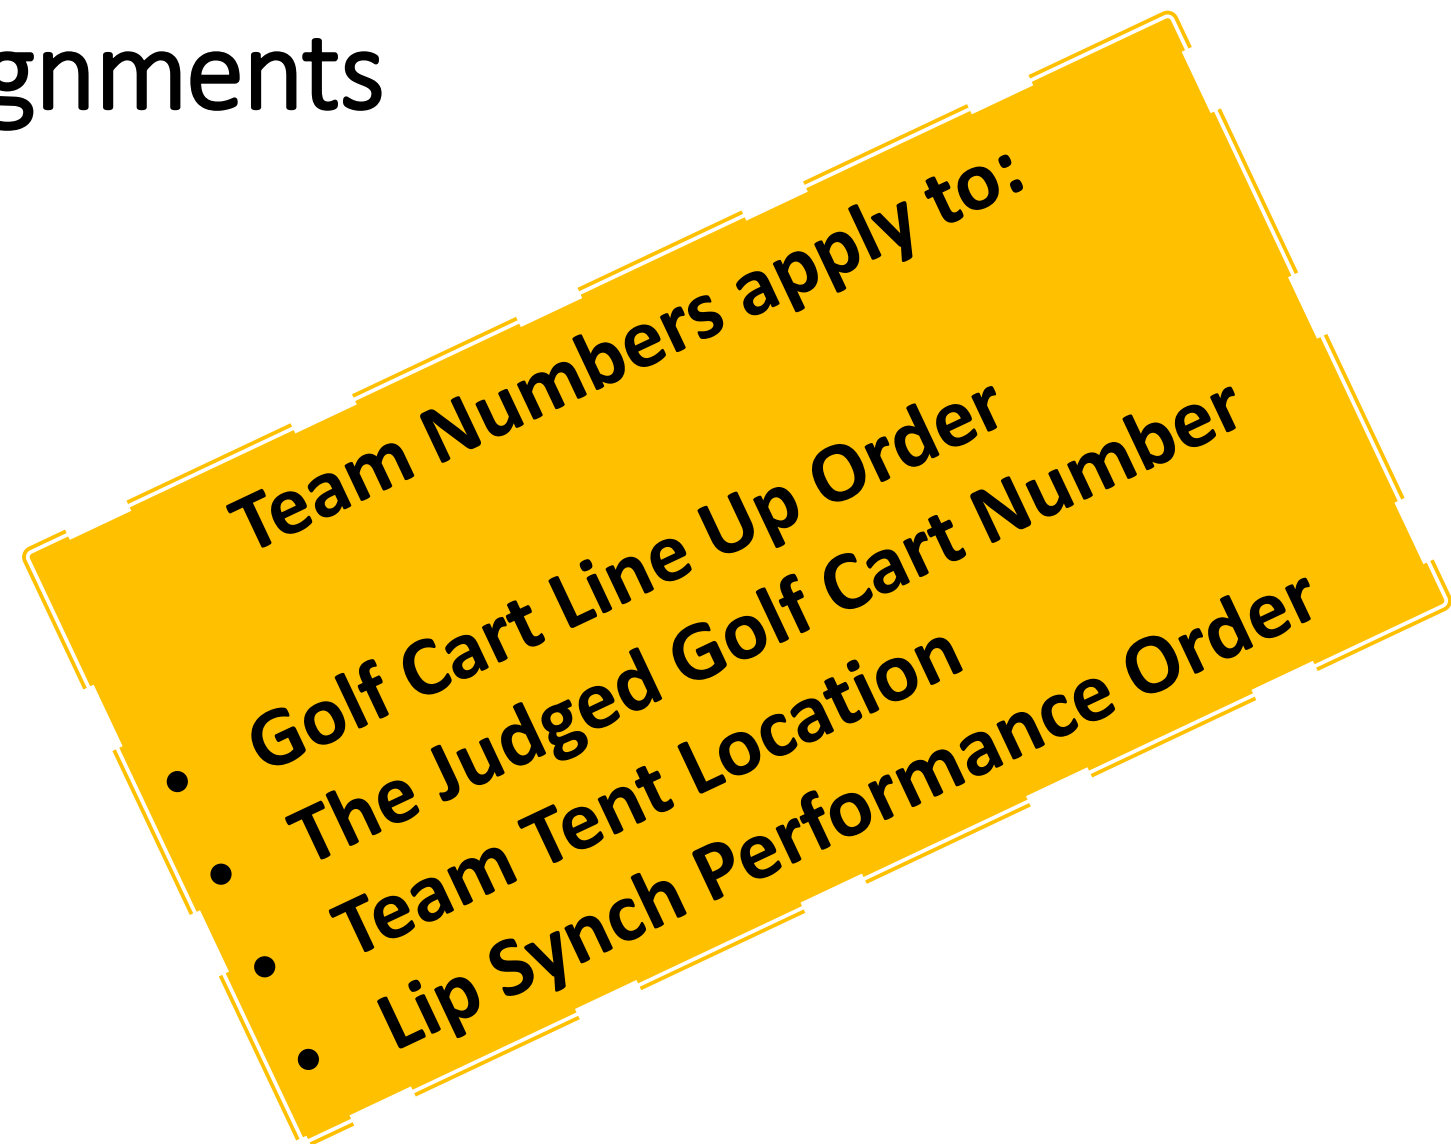 gnments
Team Numbers apply to:
• Golf Cart Line Up Order
• The Judged Golf Cart Number
• Team Tent Location
• Lip Synch Performance Order